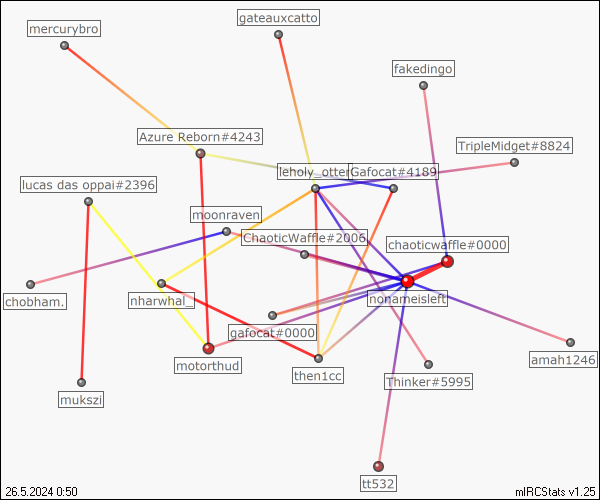 gateauxcatto
mercurybro
fakedingo
Azure Reborn#4243
TripleMidget#8824
leholy_otter
Gafocat#4189
lucas das oppai#2396
moonraven
ChaoticWaffle#2006
chaoticwaffle#0000
chobham.
nharwhal_
nonameisleft
gafocat#0000
motorthud
then1cc
amah1246
Thinker#5995
mukszi
tt532
26.5.2024 0:50
mIRCStats v1.25